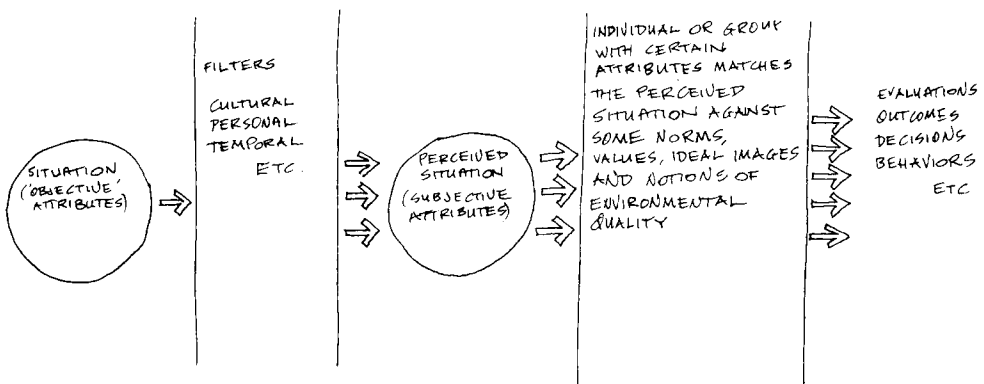 SITUATION
('OBJECTIVE'
ATTRIBUTES)
FILTERS
CULTURAL
PERSONAL
TEMPORAL
ETC.
PERCEIVED
SITUATION
(SUBJECTIVE
ATTRIBUTES)
INDIVIDUAL OR GROUP
WITH CERTAIN
ATTRIBUTES MATCHES
THE PERCEIVED
SITUATION AGAINST
SOME NORMS,
VALUES, IDEAL IMAGES
AND NOTIONS OF
ENVIRONMENTAL
QUALITY
EVALUATIONS
OUTCOMES
DECISIONS
BEHAVIORS
ETC